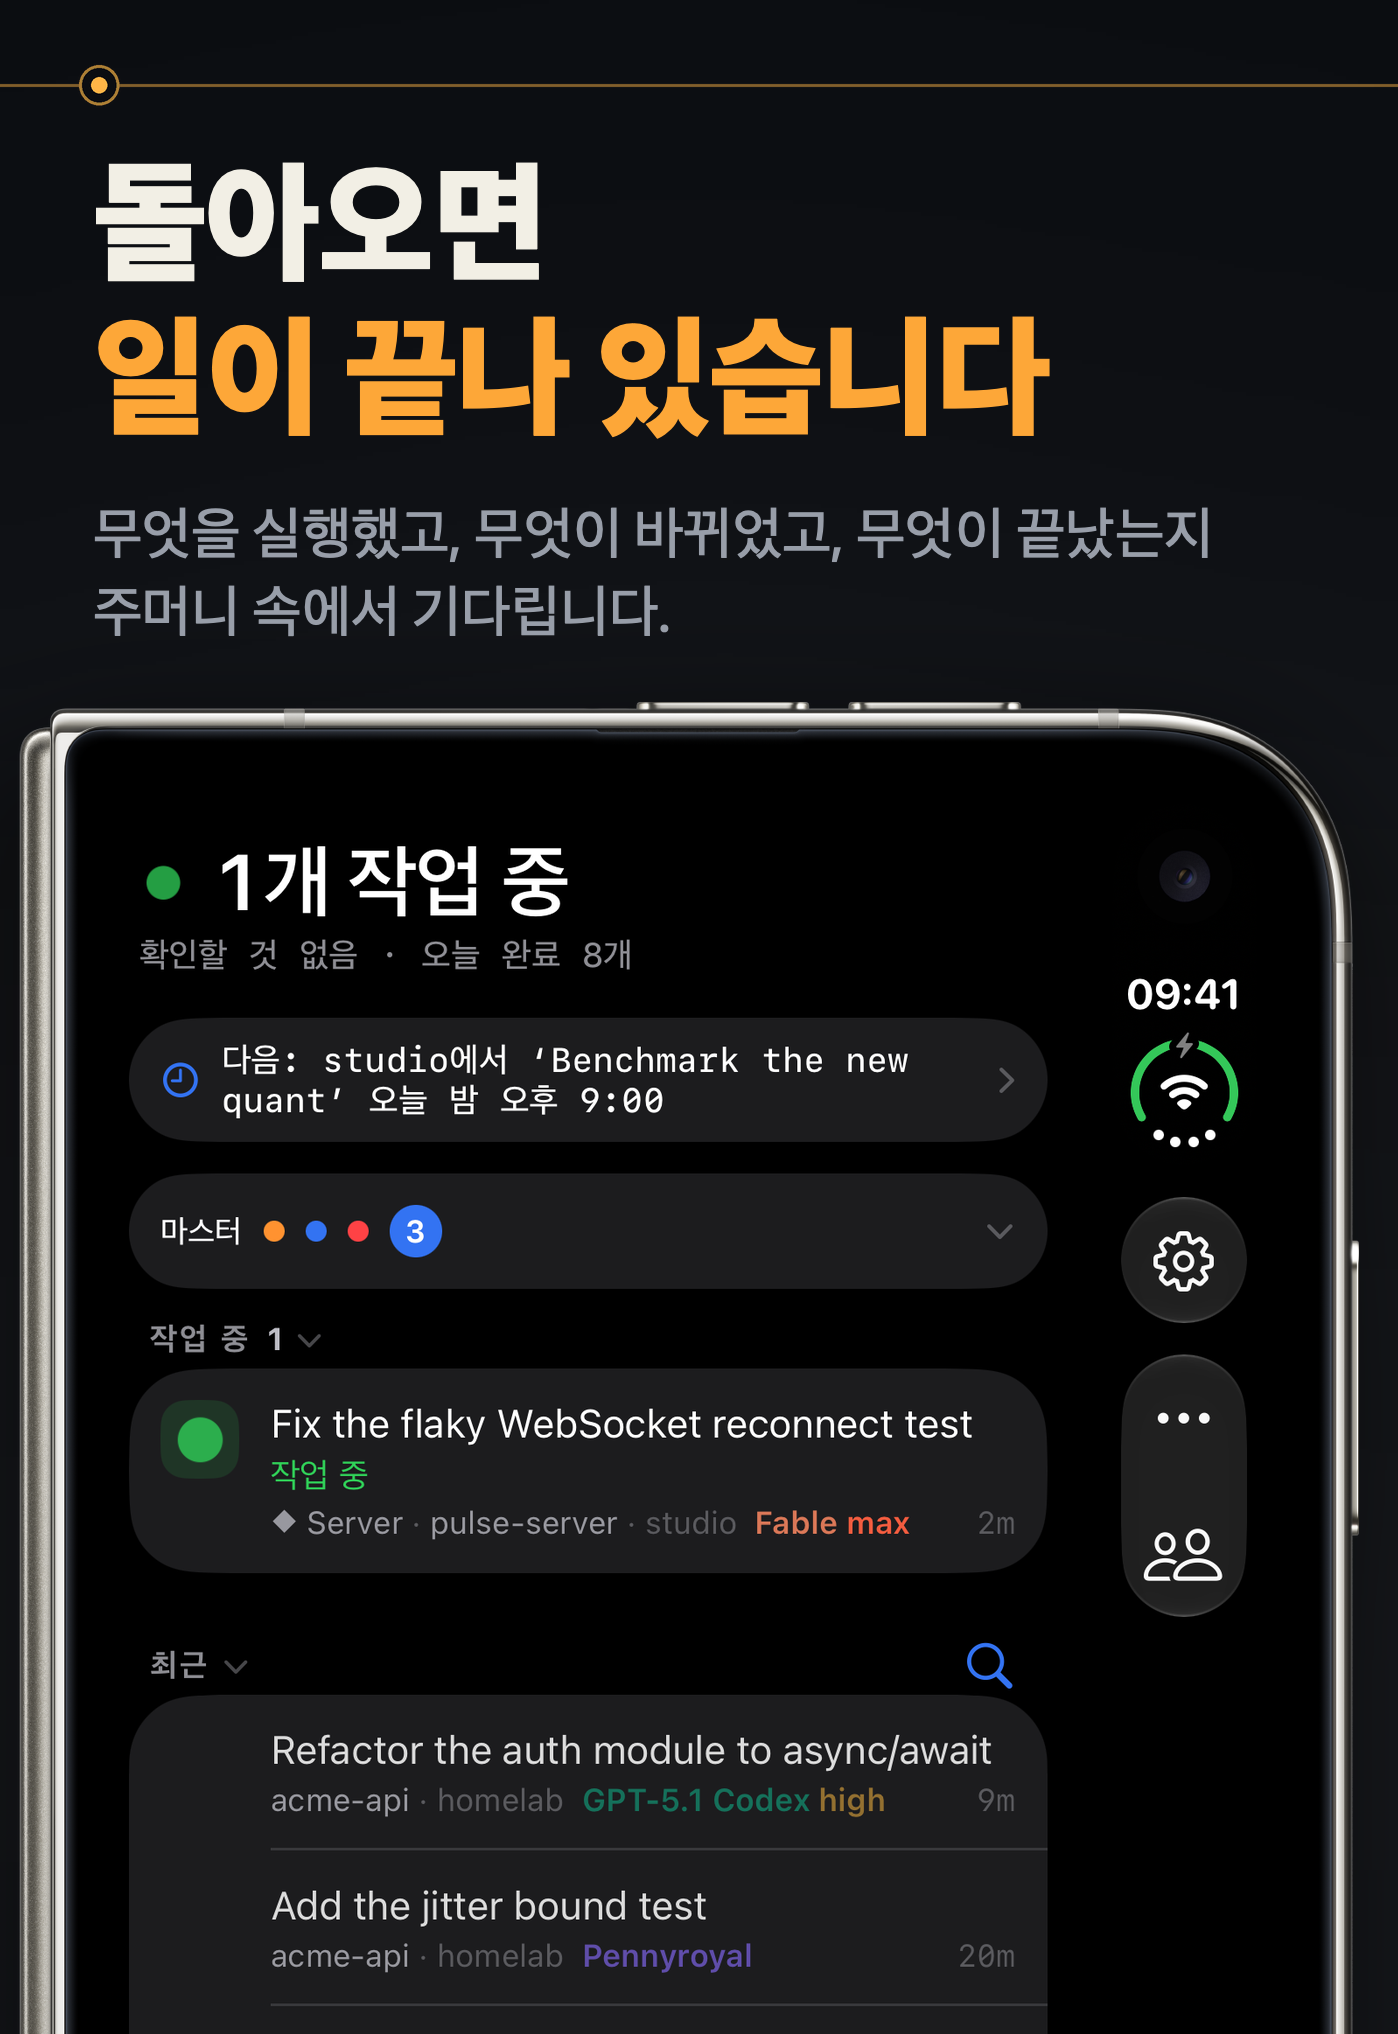 돌아오면
일이 끝나 있습니다
무엇을 실행했고, 무엇이 바뀌었고, 무엇이 끝났는지
주머니 속에서 기다립니다.
1개 작업 중
확인할 것 없음 · 오늘 완료 8개
09:41
다음: studio에서 ‘Benchmark the new
quant’ 오늘 밤 오후 9:00
마스터 3
작업 중 1
Fix the flaky WebSocket reconnect test
작업 중
Server · pulse-server · studio Fable max 2m
최근
Refactor the auth module to async/await
acme-api · homelab GPT-5.1 Codex high 9m
Add the jitter bound test
acme-api · homelab Pennyroyal 20m